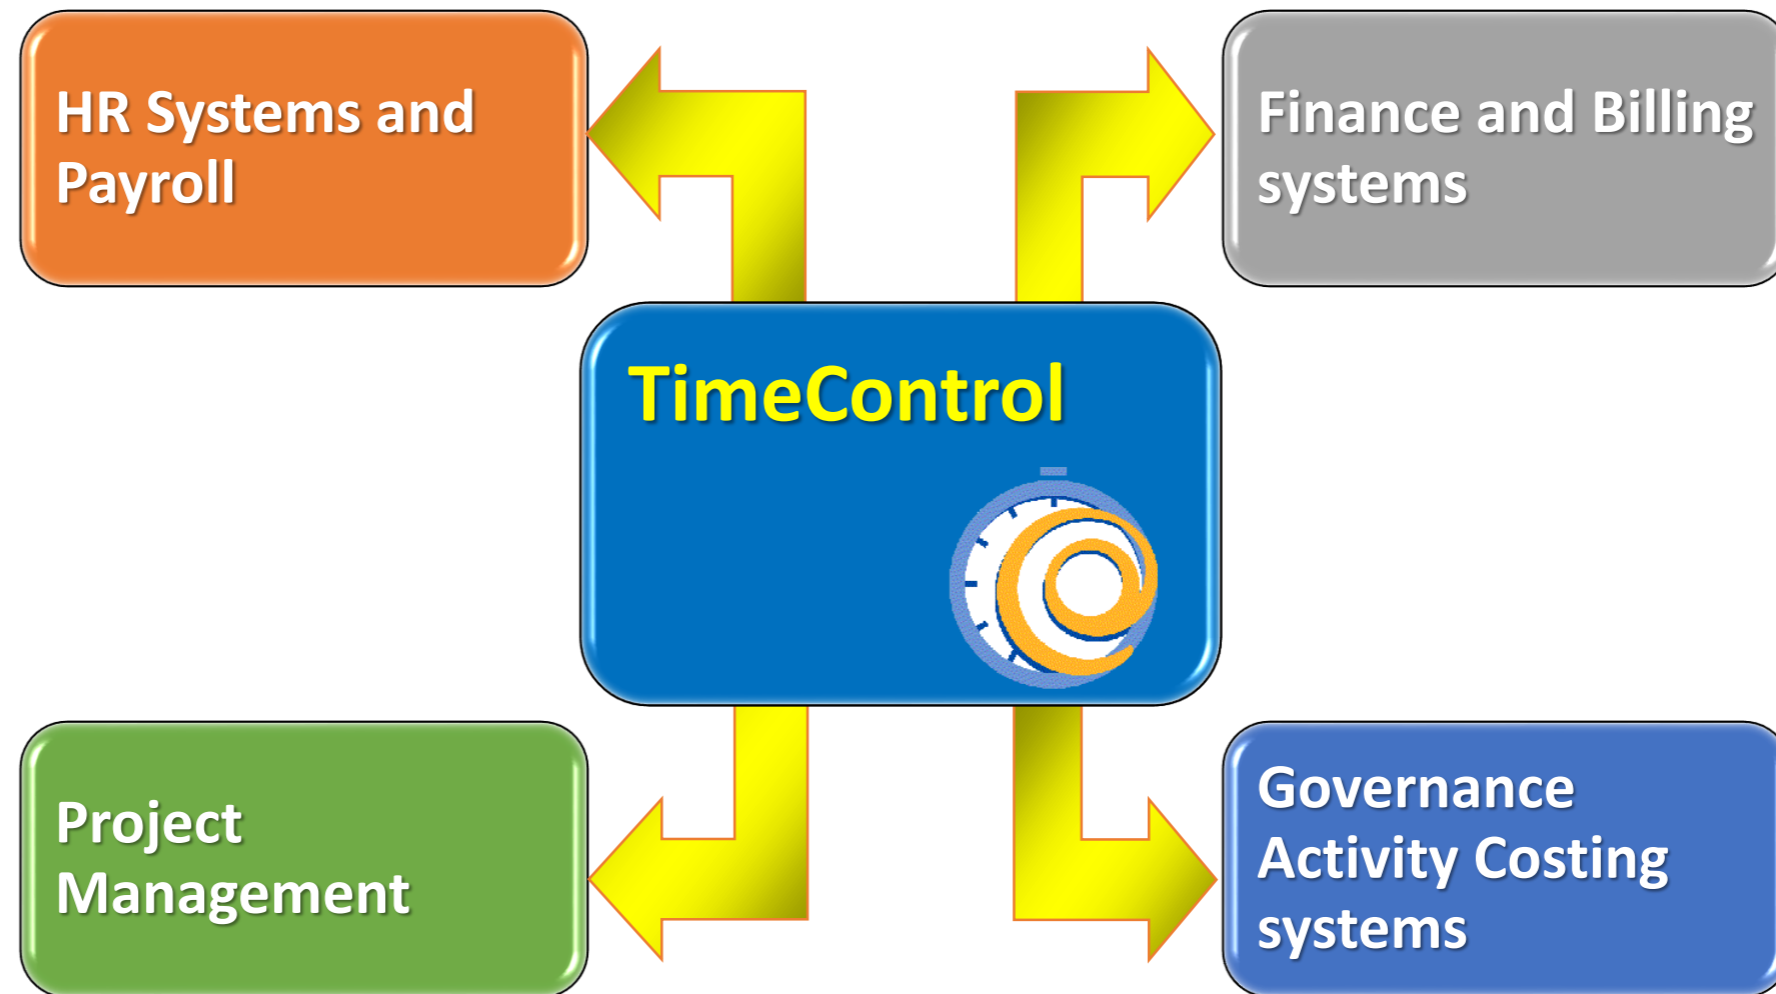 HR Systems and
Payroll
Finance and Billing
systems
TimeControl
Project
Management
Governance
Activity Costing
systems